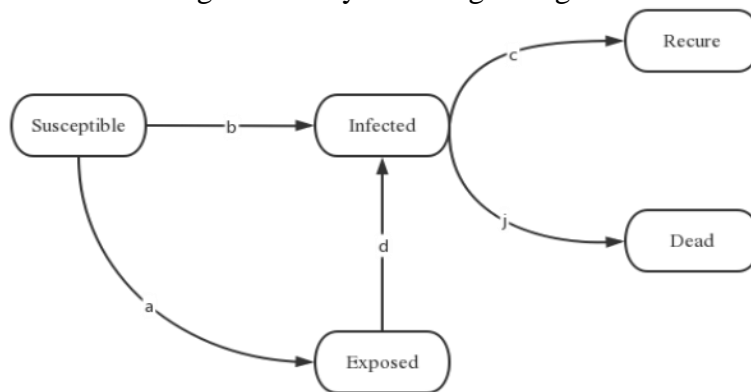 Recure
c
Susceptible
b
Infected
j
Dead
d
a
Exposed